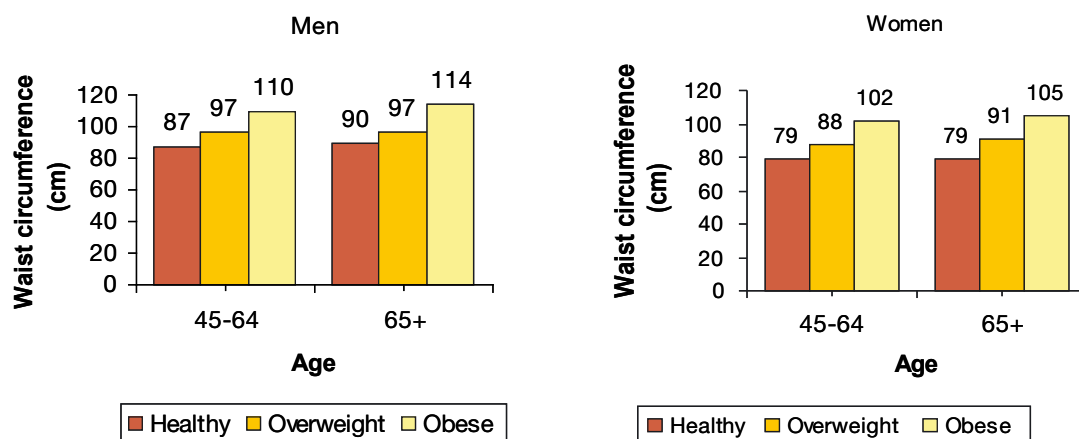 Men
Waist circumference
(cm)
120
100
80
60
40
20
0
87
97
110
90
97
114
45-64
65+
Age
Healthy
Overweight
Obese
Women
Waist circumference
(cm)
120
100
80
60
40
20
0
79
88
102
79
91
105
45-64
65+
Age
Healthy
Overweight
Obese